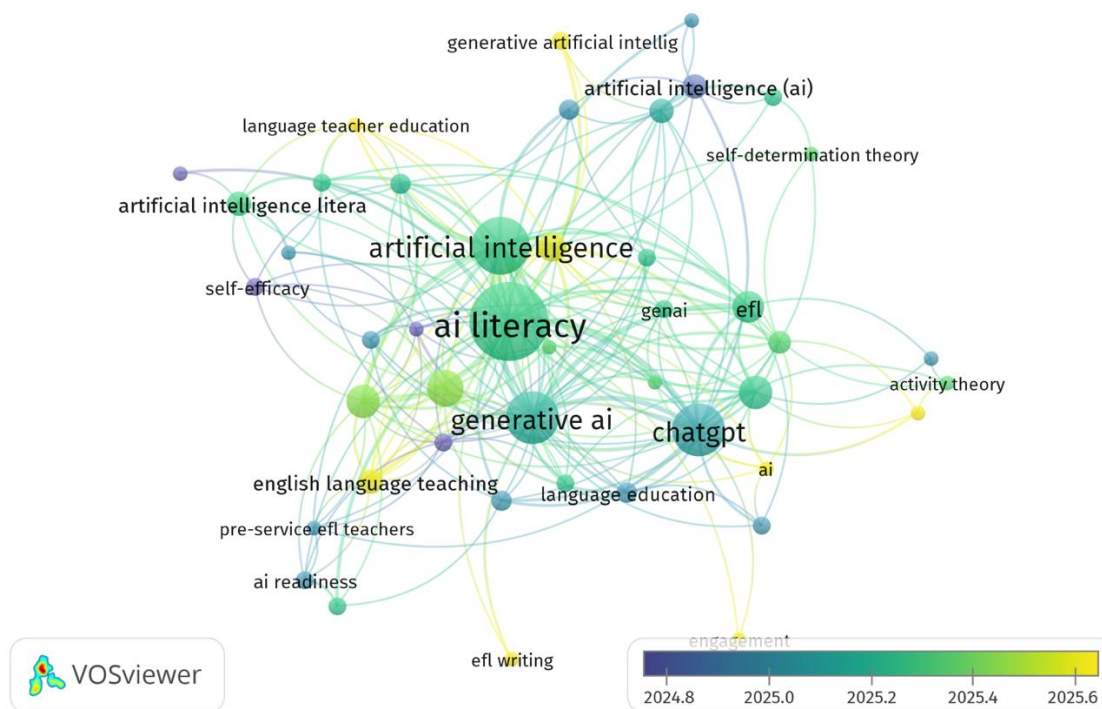 generative artificial intellig
artificial intelligence (ai)
language teacher education
self-determination theory
artificial intelligence litera
artificial intelligence
self-efficacy
genai
efl
ai literacy
activity theory
generative ai
chatgpt
ai
english language teaching
language education
pre-service efl teachers
ai readiness
engagement
efl writing
VOSviewer
2024.8 2025.0 2025.2 2025.4 2025.6